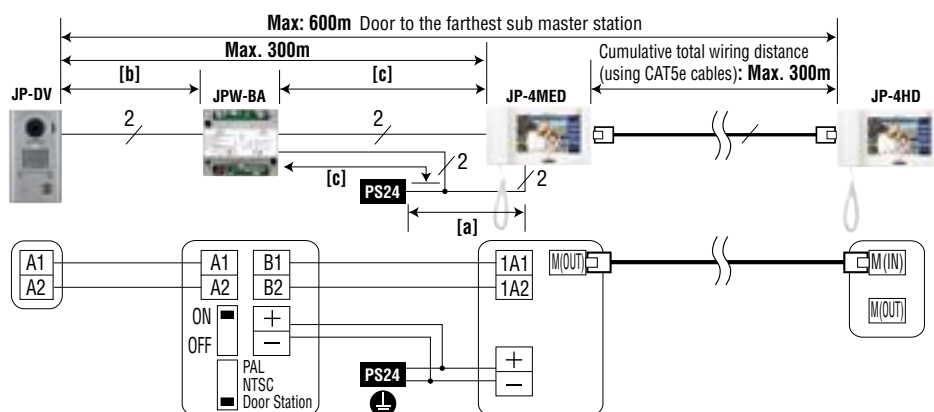 Max: 600m Door to the farthest sub master station
Max. 300m
Cumulative total wiring distance
(using CAT5e cables): Max. 300m
[b] [c]
JP-DV JPW-BA JP-4MED JP-4HD
2 2
[c] 2 2
PS24
[a]
A1 A1 B1 1A1 M(OUT) M(IN)
A2 A2 B2 1A2
M(OUT)
ON +
OFF −
+
PAL
NTSC PS24 −
Door Station